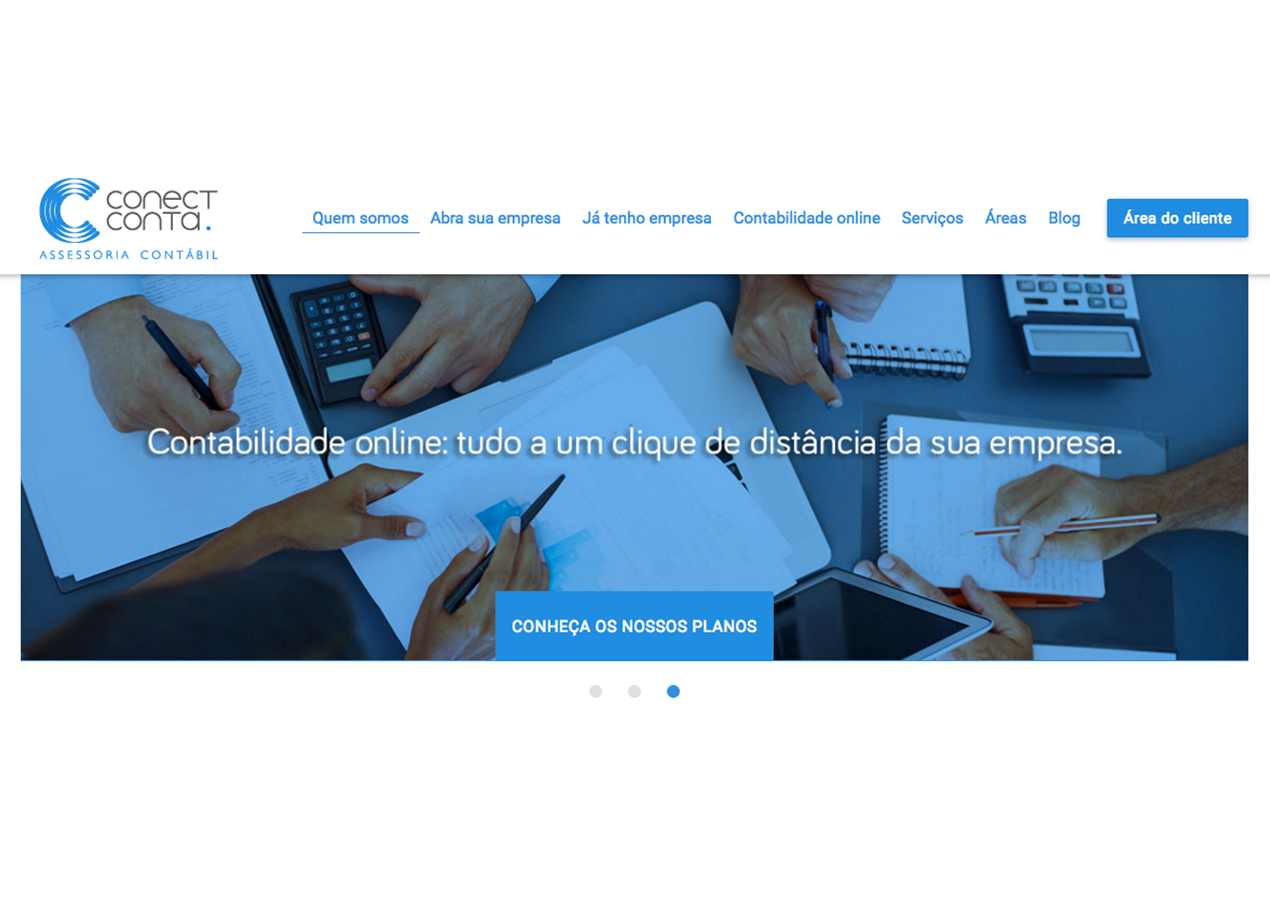 conect
conta.
ASSESSORIA CONTÁBIL
Quem somos Abra sua empresa Já tenho empresa Contabilidade online Serviços Áreas Blog Área do cliente
Contabilidade online: tudo a um clique de distância da sua empresa.
CONHEÇA OS NOSSOS PLANOS